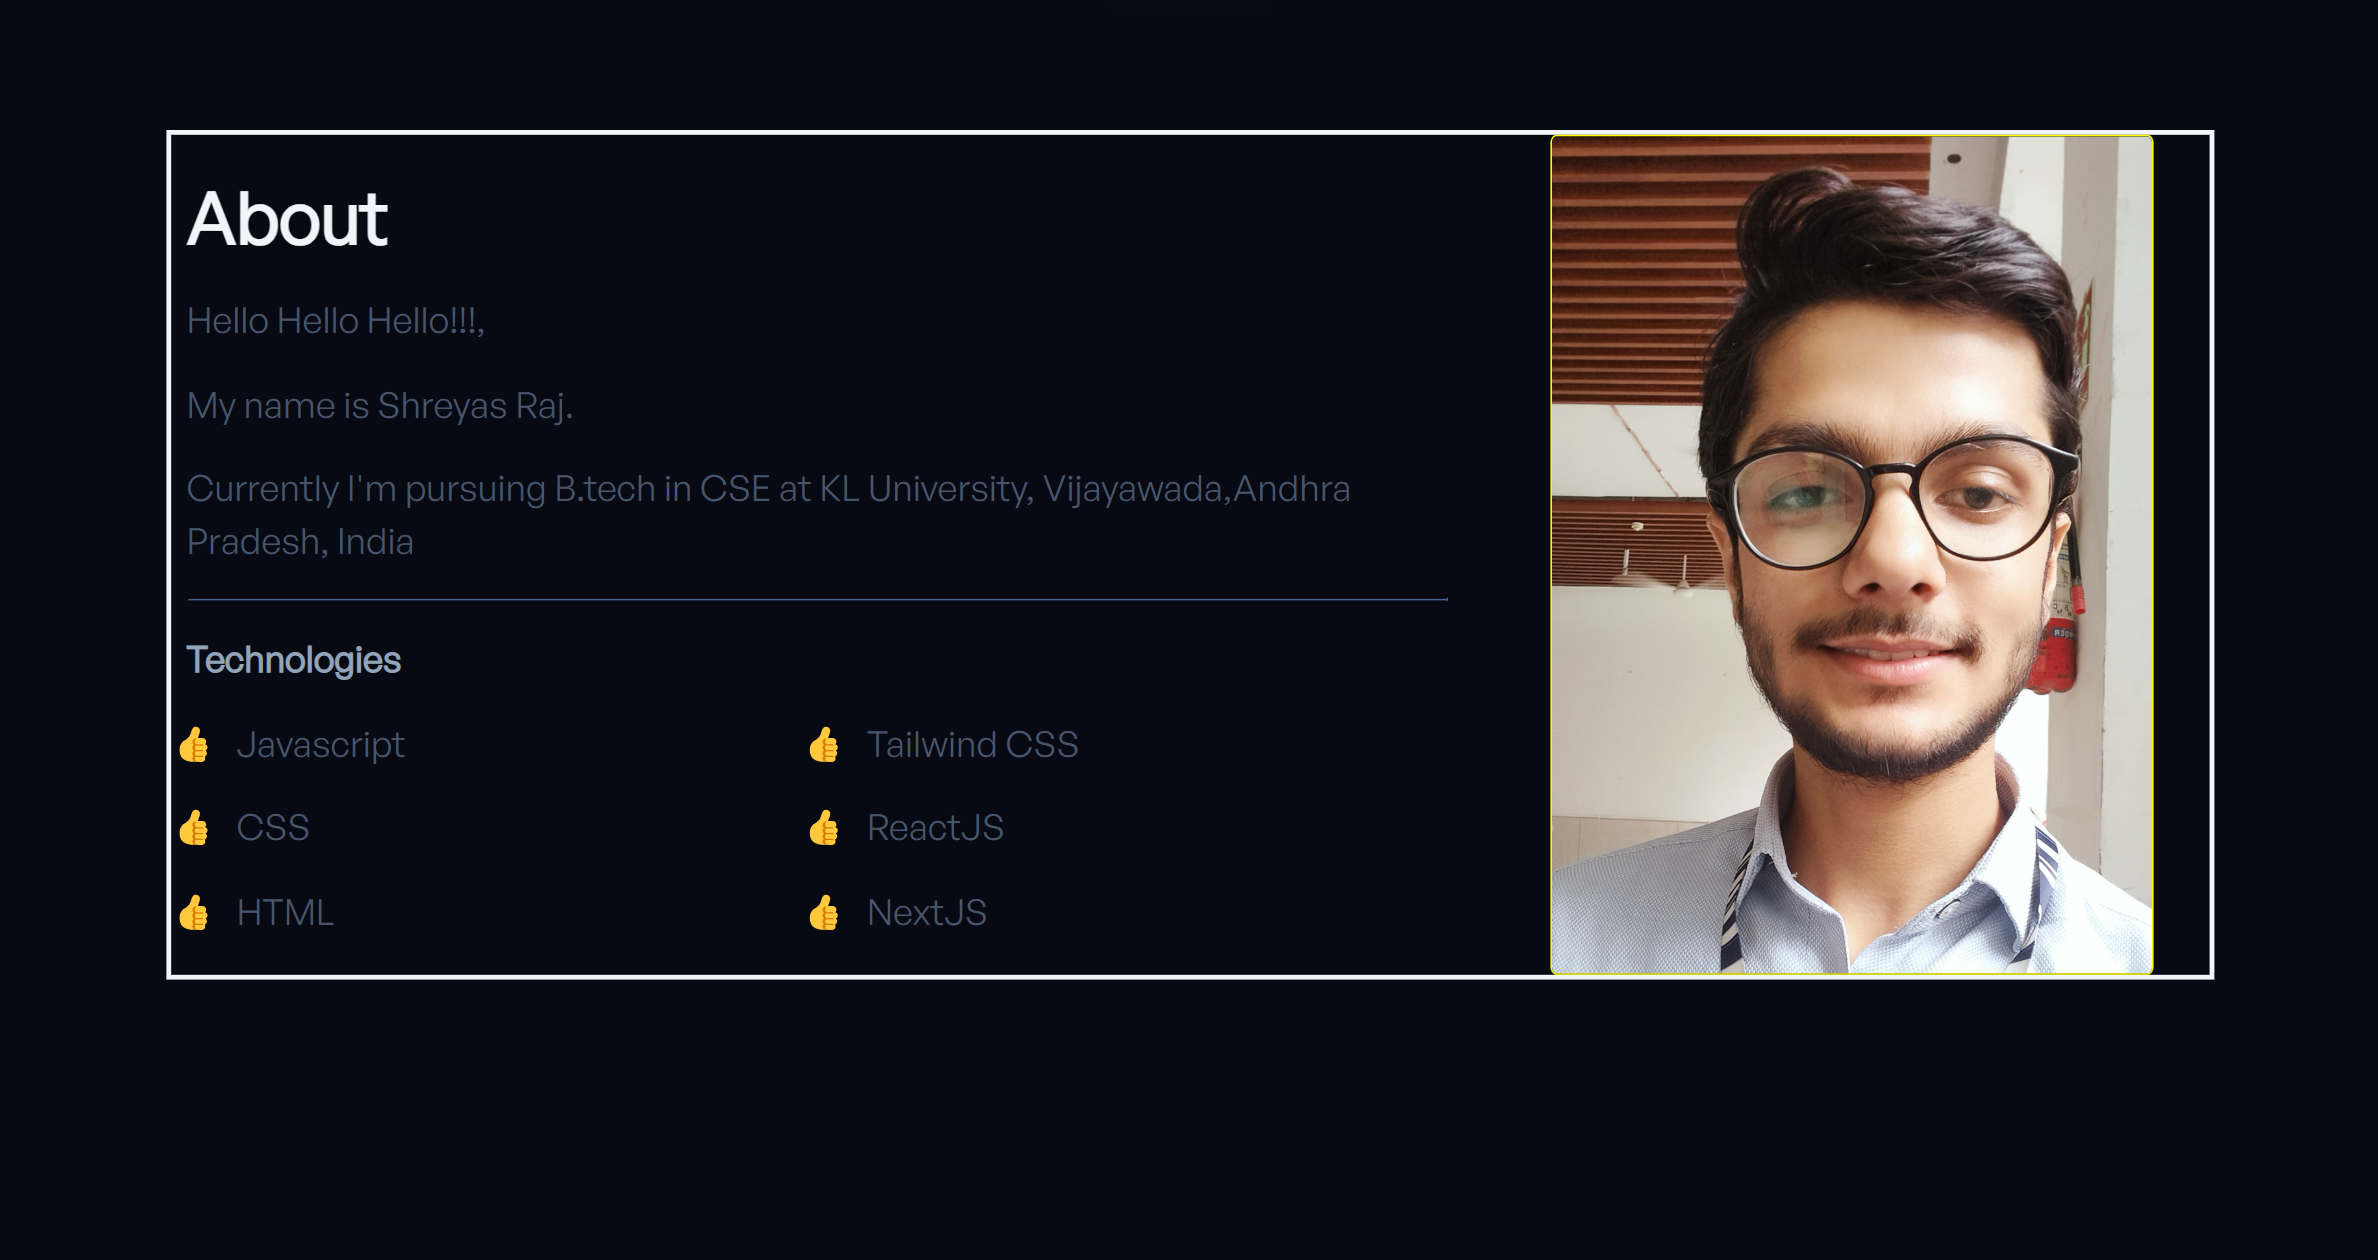 About
Hello Hello Hello!!!,
My name is Shreyas Raj.
Currently I'm pursuing B.tech in CSE at KL University, Vijayawada,Andhra
Pradesh, India
Technologies
👍 Javascript
👍 Tailwind CSS
👍 CSS
👍 ReactJS
👍 HTML
👍 NextJS